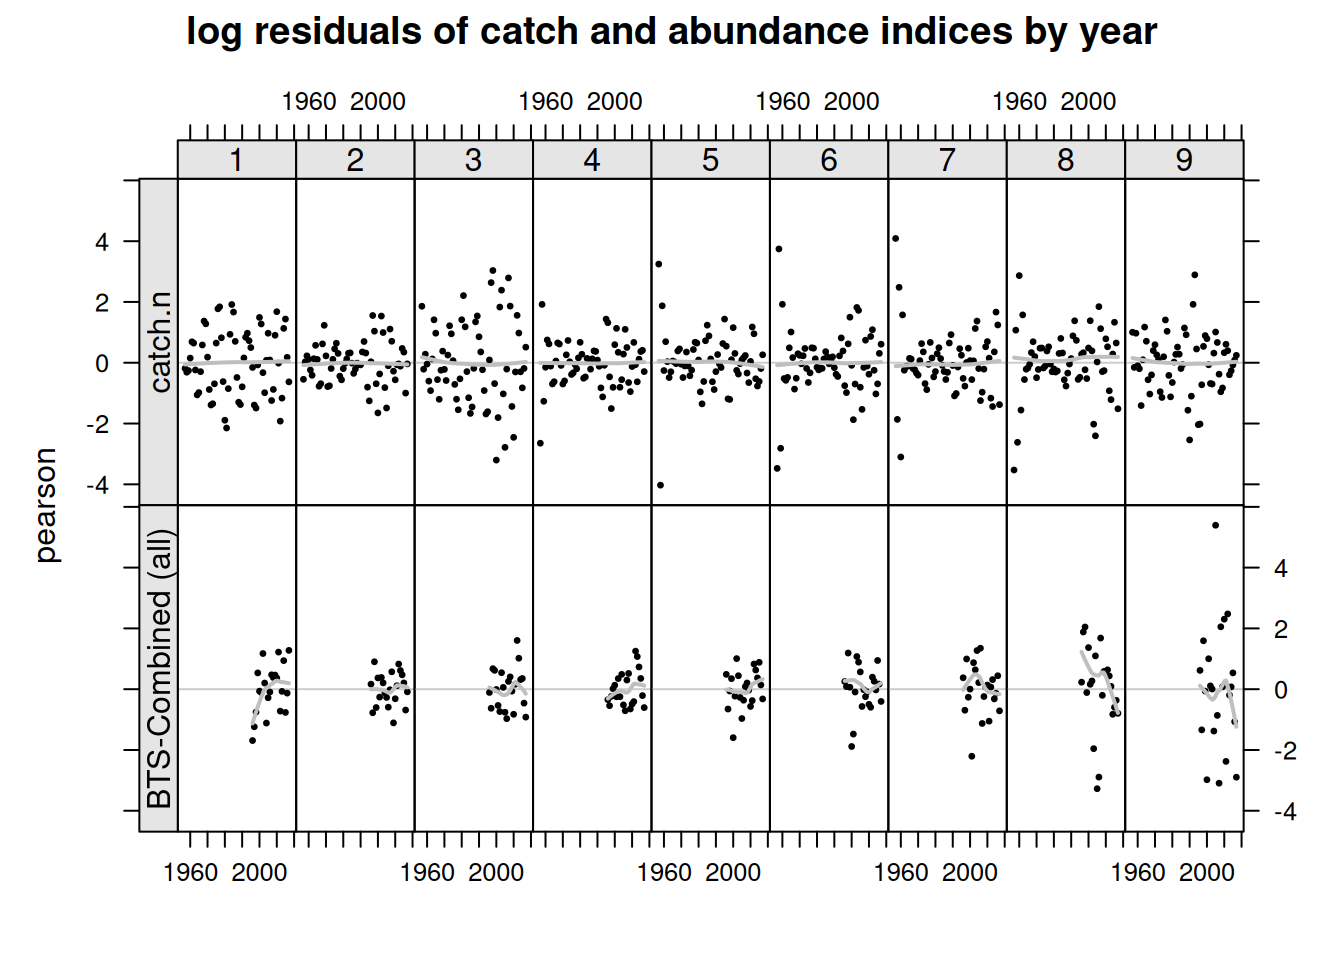 log residuals of catch and abundance indices by year
1960 2000 1960 2000 1960 2000 1960 2000
1 2 3 4 5 6 7 8 9
catch.n
4
2
0
-2
-4
pearson
BTS-Combined (all)
4
2
0
-2
-4
1960 2000 1960 2000 1960 2000 1960 2000 1960 2000